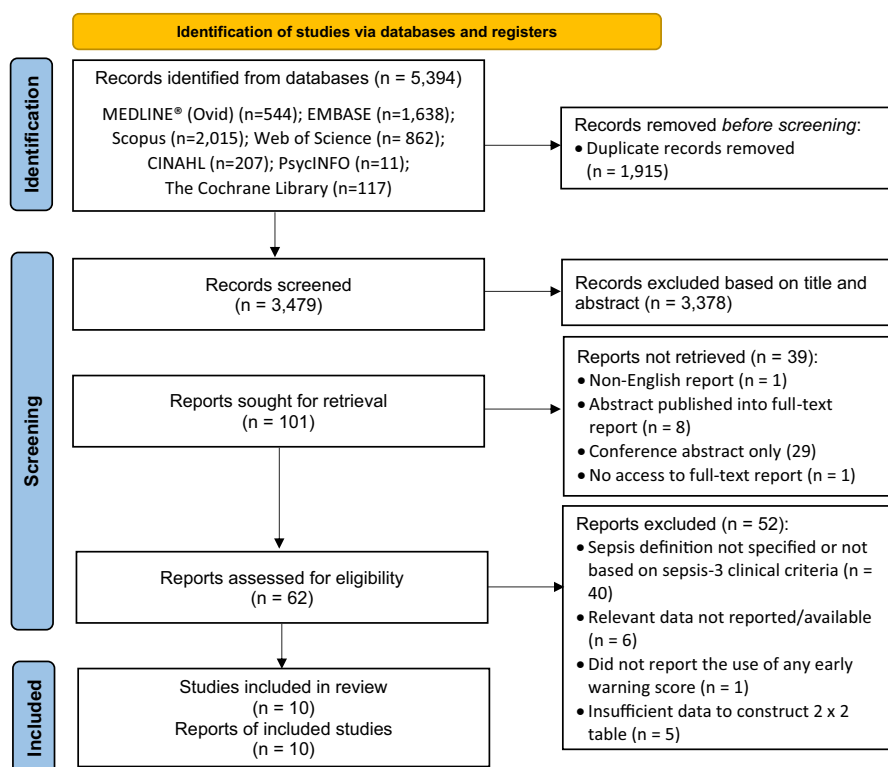 Identification of studies via databases and registers
Identification
Records identified from databases (n = 5,394)
MEDLINE® (Ovid) (n=544); EMBASE (n=1,638);
Scopus (n=2,015); Web of Science (n= 862);
CINAHL (n=207); PsycINFO (n=11);
The Cochrane Library (n=117)
Records removed before screening:
• Duplicate records removed
(n = 1,915)
Screening
Records screened
(n = 3,479)
Records excluded based on title and
abstract (n = 3,378)
Reports sought for retrieval
(n = 101)
Reports not retrieved (n = 39):
• Non-English report (n = 1)
• Abstract published into full-text
report (n = 8)
• Conference abstract only (29)
• No access to full-text report (n = 1)
Reports assessed for eligibility
(n = 62)
Reports excluded (n = 52):
• Sepsis definition not specified or not
based on sepsis-3 clinical criteria (n =
40)
• Relevant data not reported/available
(n = 6)
• Did not report the use of any early
warning score (n = 1)
• Insufficient data to construct 2 x 2
table (n = 5)
Included
Studies included in review
(n = 10)
Reports of included studies
(n = 10)